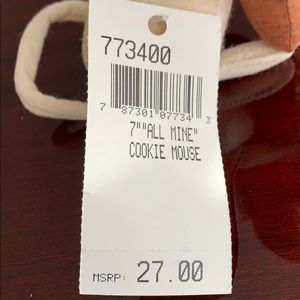 773400
7 87301 07734 3
7""ALL MINE"
COOKIE MOUSE
MSRP: 27.00